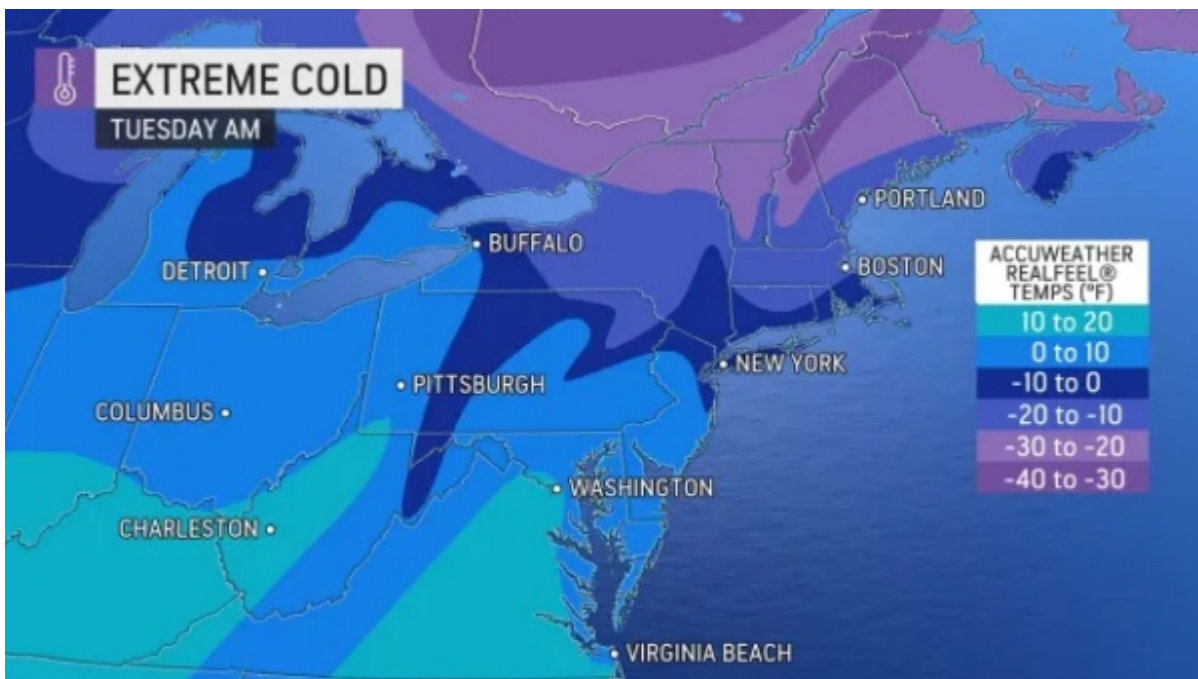 EXTREME COLD
TUESDAY AM
PORTLAND
BUFFALO
DETROIT
BOSTON
ACCUWEATHER
REALFEEL®
TEMPS (°F)
10 to 20
0 to 10
-10 to 0
-20 to -10
-30 to -20
-40 to -30
NEW YORK
PITTSBURGH
COLUMBUS
WASHINGTON
CHARLESTON
VIRGINIA BEACH